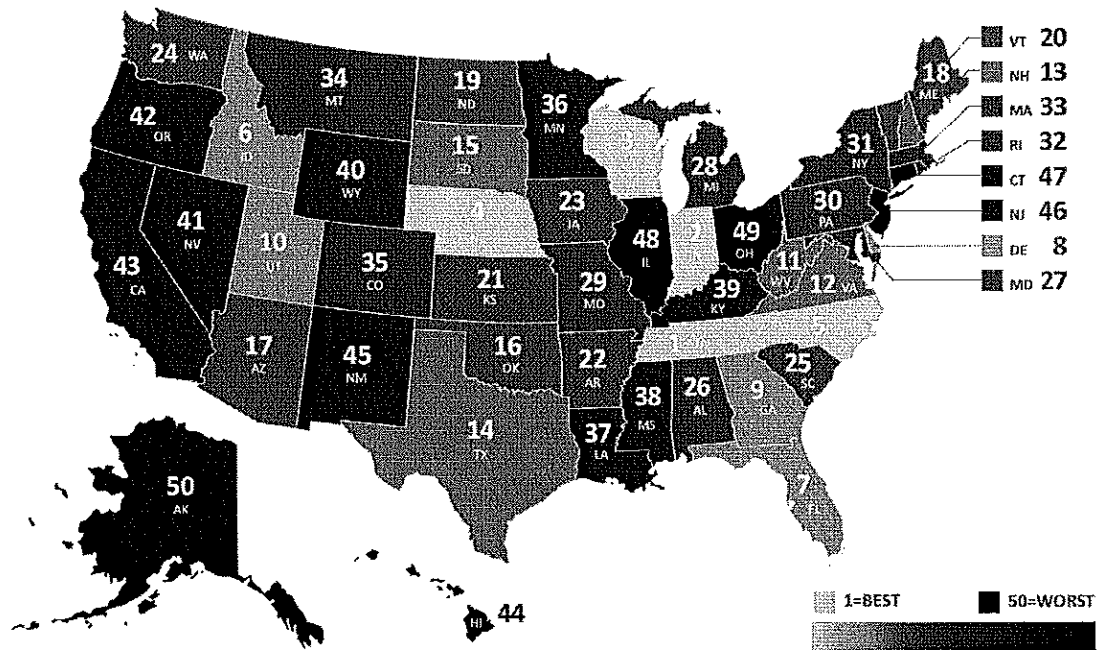 24 WA
34
MT
19
ND
36
MN
18
ME
VT 20
NH 13
MA 33
RI 32
CT 47
NJ 46
DE 8
MD 27
42
OR
6
ID
15
SD
40
WY
28
MI
31
NY
23
IA
30
PA
41
NV
10
UT
43
CA
35
CO
4
21
KS
29
MO
48
IL
2
49
OH
11
WV
12 VA
39
KY
17
AZ
45
NM
16
OK
22
AR
1
25
SC
38
MS
26
AL
9
GA
14
TX
37
LA
7
FL
50
AK
HI 44
1=BEST
50=WORST